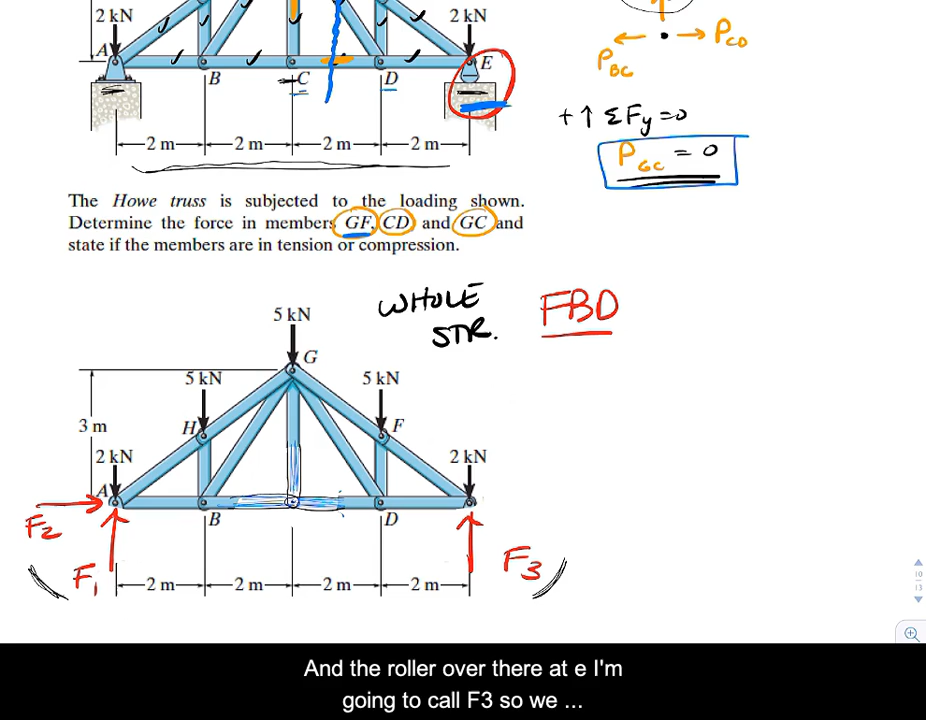 2 kN
2 kN
A
B
C
D
E
2 m
2 m
2 m
2 m
P_BC
P_CD
+↑ ΣFy=0
P_GC = 0
The Howe truss is subjected to the loading shown.
Determine the force in members GF, CD and GC and
state if the members are in tension or compression.
WHOLE
STR.
FBD
5 kN
G
5 kN
5 kN
H
F
3 m
2 kN
2 kN
A
F2
B
D
F1
F3
2 m
2 m
2 m
2 m
And the roller over there at e I'm
going to call F3 so we ...